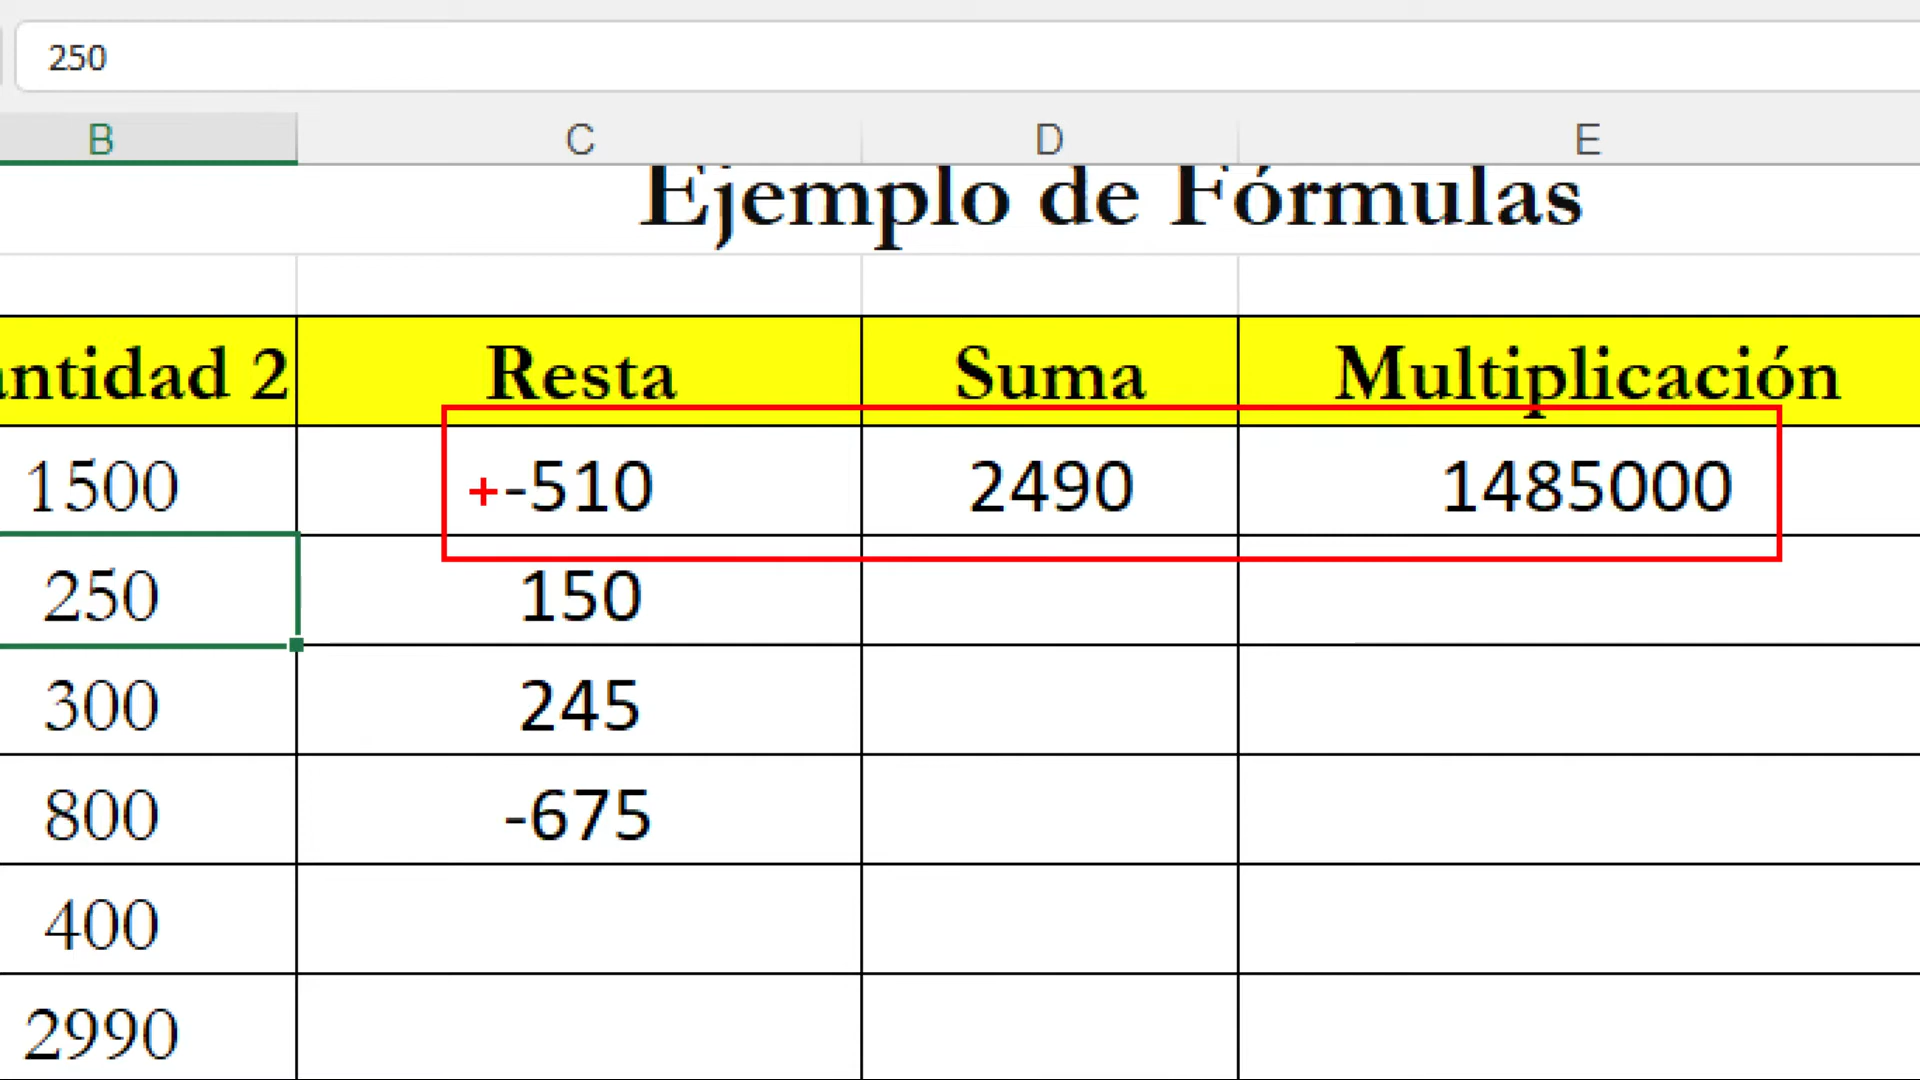 250
B C D E
Ejemplo de Fórmulas
antidad 2 Resta Suma Multiplicación
1500 +-510 2490 1485000
250 150
300 245
800 -675
400
2990